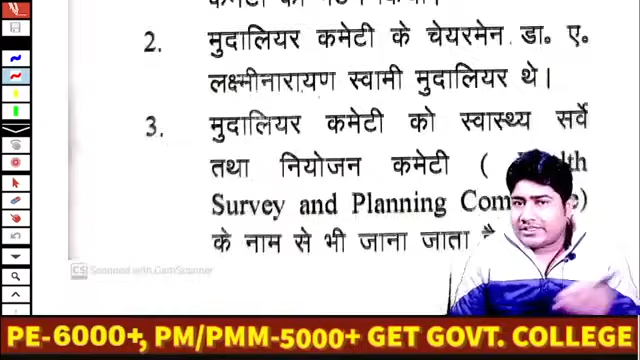 2. मुदालियर कमेटी के चेयरमेन डा० ए०
लक्ष्मीनारायण स्वामी मुदालियर थे।
3. मुदालियर कमेटी को स्वास्थ्य सर्वे
तथा नियोजन कमेटी (
Survey and Planning
के नाम से भी जाना जाता
CS Scanned with CamScanner
PE-6000+, PM/PMM-5000+ GET GOVT. COLLEGE